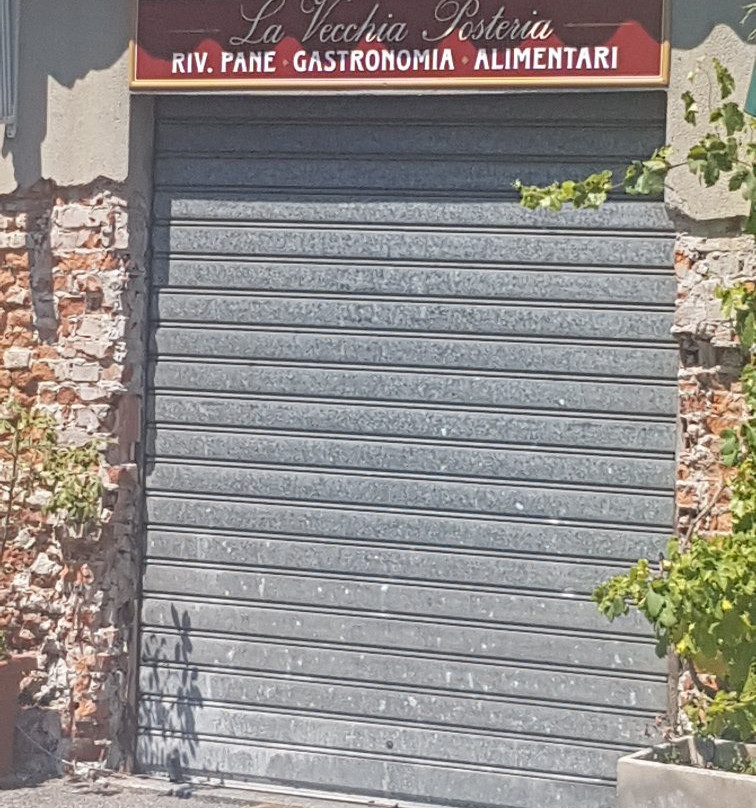 La Vecchia Posteria
RIV. PANE · GASTRONOMIA · ALIMENTARI